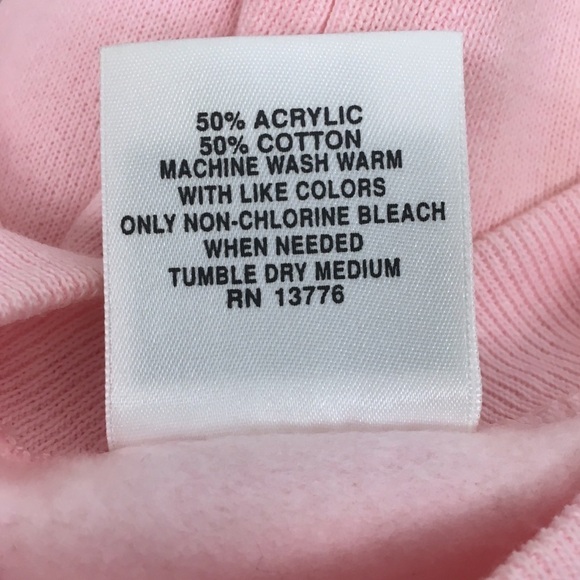 50% ACRYLIC
50% COTTON
MACHINE WASH WARM
WITH LIKE COLORS
ONLY NON-CHLORINE BLEACH
WHEN NEEDED
TUMBLE DRY MEDIUM
RN 13776